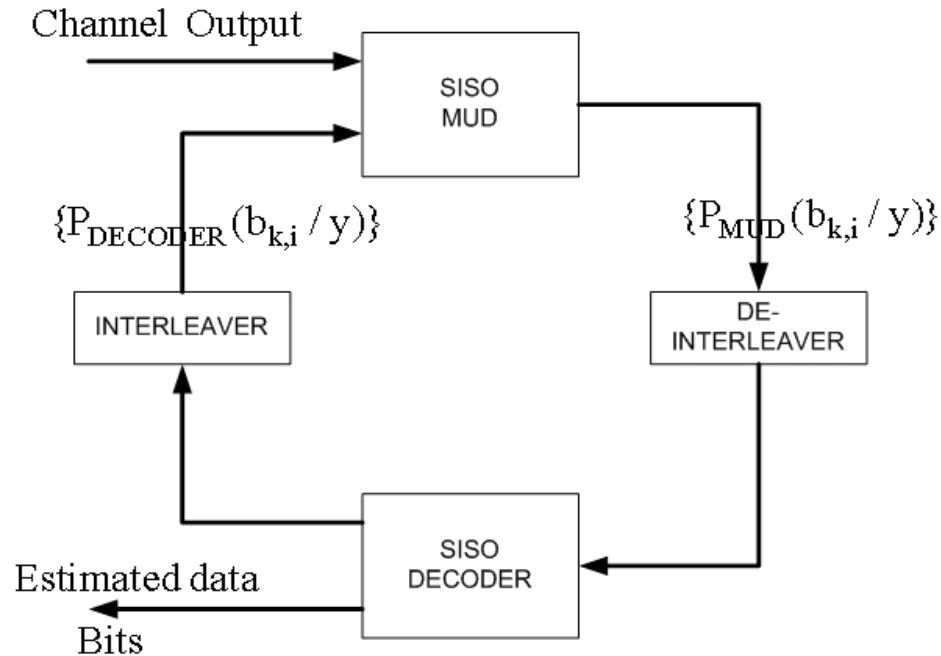 Channel Output
SISO
MUD
{P_DECODER(b_k,i / y)}
{P_MUD(b_k,i / y)}
INTERLEAVER
DE-
INTERLEAVER
SISO
DECODER
Estimated data
Bits